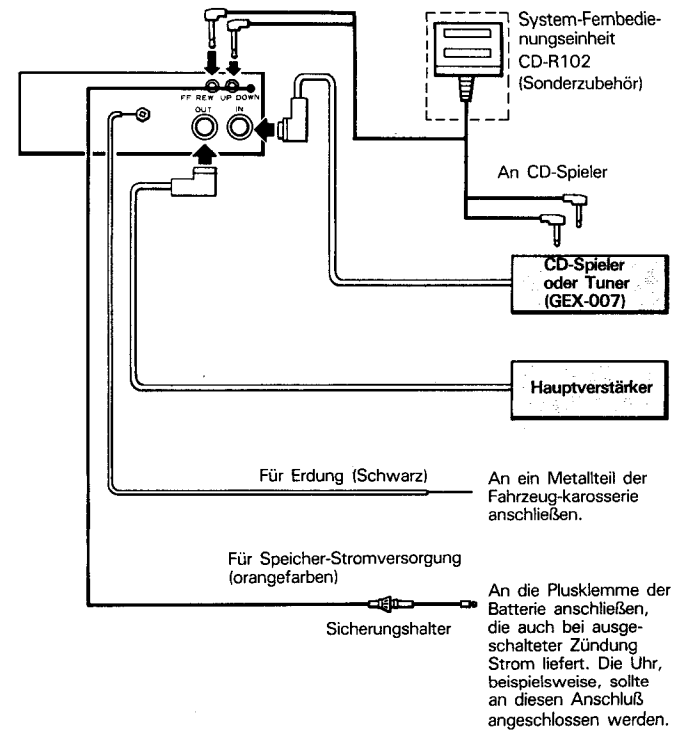 System-Fernbedie-
nungseinheit
CD-R102
(Sonderzubehör)
FF REW UP DOWN
OUT IN
An CD-Spieler
CD-Spieler
oder Tuner
(GEX-007)
Hauptverstärker
Für Erdung (Schwarz)
An ein Metallteil der
Fahrzeug-karosserie
anschließen.
Für Speicher-Stromversorgung
(orangefarben)
Sicherungshalter
An die Plusklemme der
Batterie anschließen,
die auch bei ausge-
schalteter Zündung
Strom liefert. Die Uhr,
beispielsweise, sollte
an diesen Anschluß
angeschlossen werden.